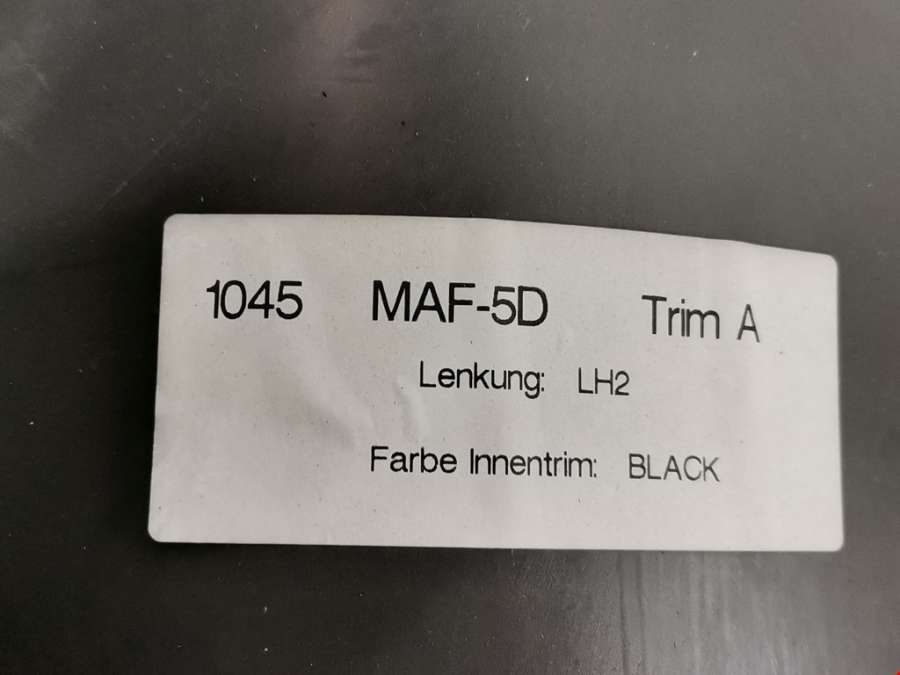 1045 MAF-5D Trim A
Lenkung: LH2
Farbe Innentrim: BLACK